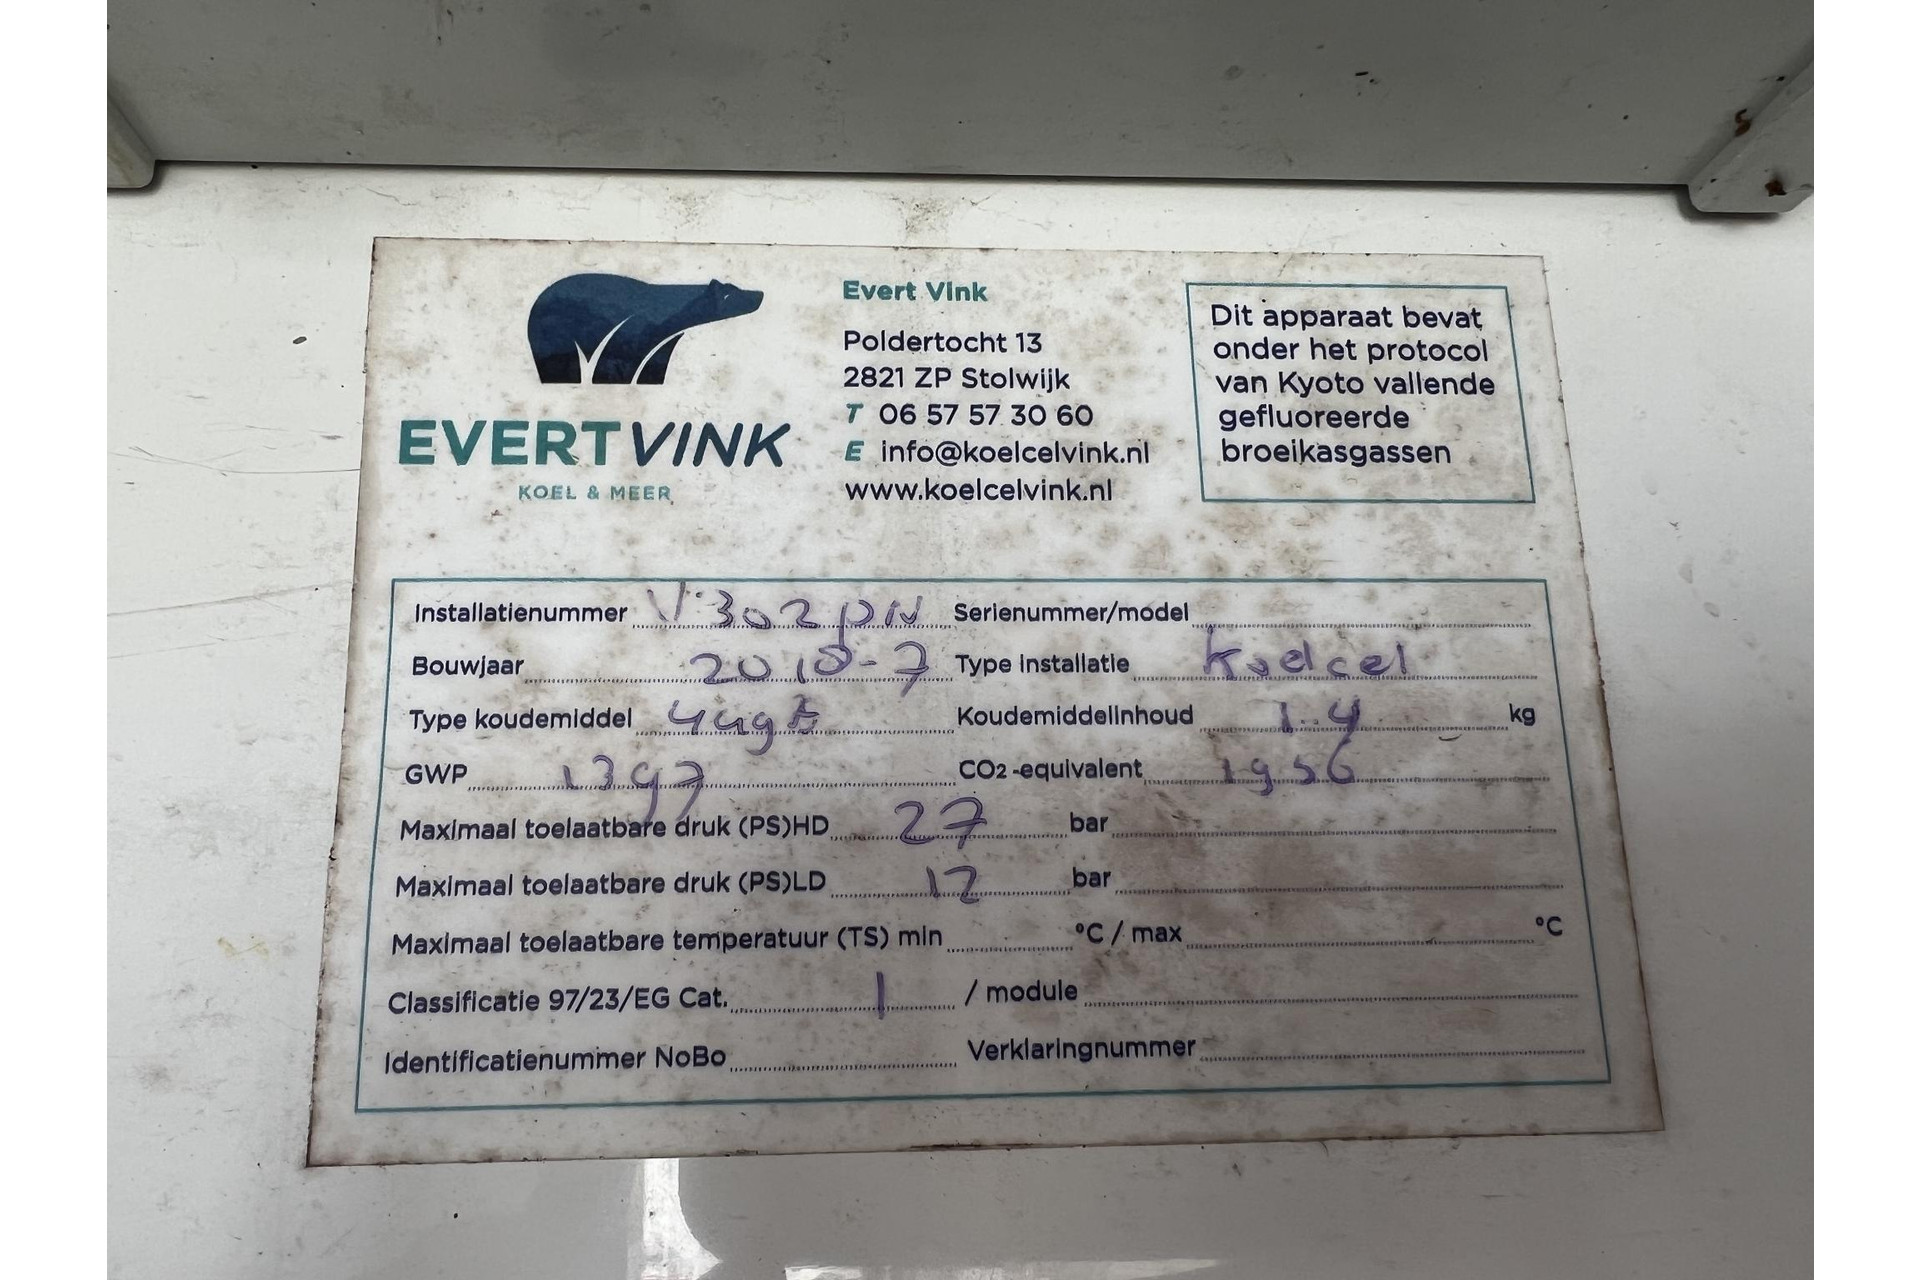 EVERTVINK
KOEL & MEER
Evert Vink
Poldertocht 13
2821 ZP Stolwijk
T 06 57 57 30 60
E info@koelcelvink.nl
www.koelcelvink.nl
Dit apparaat bevat
onder het protocol
van Kyoto vallende
gefluoreerde
broeikasgassen
Installatienummer V302pN Serienummer/model
Bouwjaar 2018-7 Type installatie Koelcel
Type koudemiddel 449 Koudemiddelinhoud 1.4 kg
GWP 1397 CO2-equivalent 1956
Maximaal toelaatbare druk (PS)HD 27 bar
Maximaal toelaatbare druk (PS)LD 12 bar
Maximaal toelaatbare temperatuur (TS) min °C / max °C
Classificatie 97/23/EG Cat. 1 / module
Identificatienummer NoBo Verklaringnummer